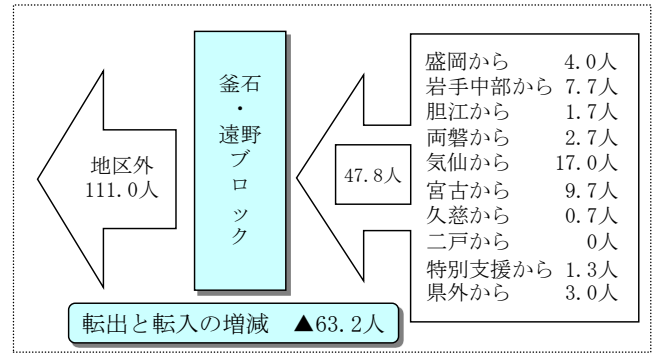 地区外
111.0人
釜石・遠野ブロック
47.8人
盛岡から 4.0人
岩手中部から 7.7人
胆江から 1.7人
両磐から 2.7人
気仙から 17.0人
宮古から 9.7人
久慈から 0.7人
二戸から 0人
特別支援から 1.3人
県外から 3.0人
転出と転入の増減 ▲63.2人